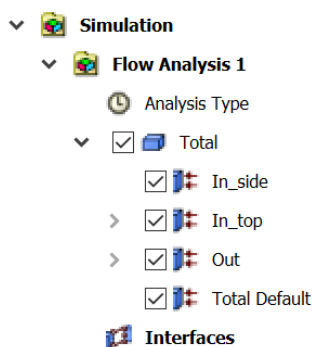 Simulation
Flow Analysis 1
Analysis Type
Total
In_side
In_top
Out
Total Default
Interfaces